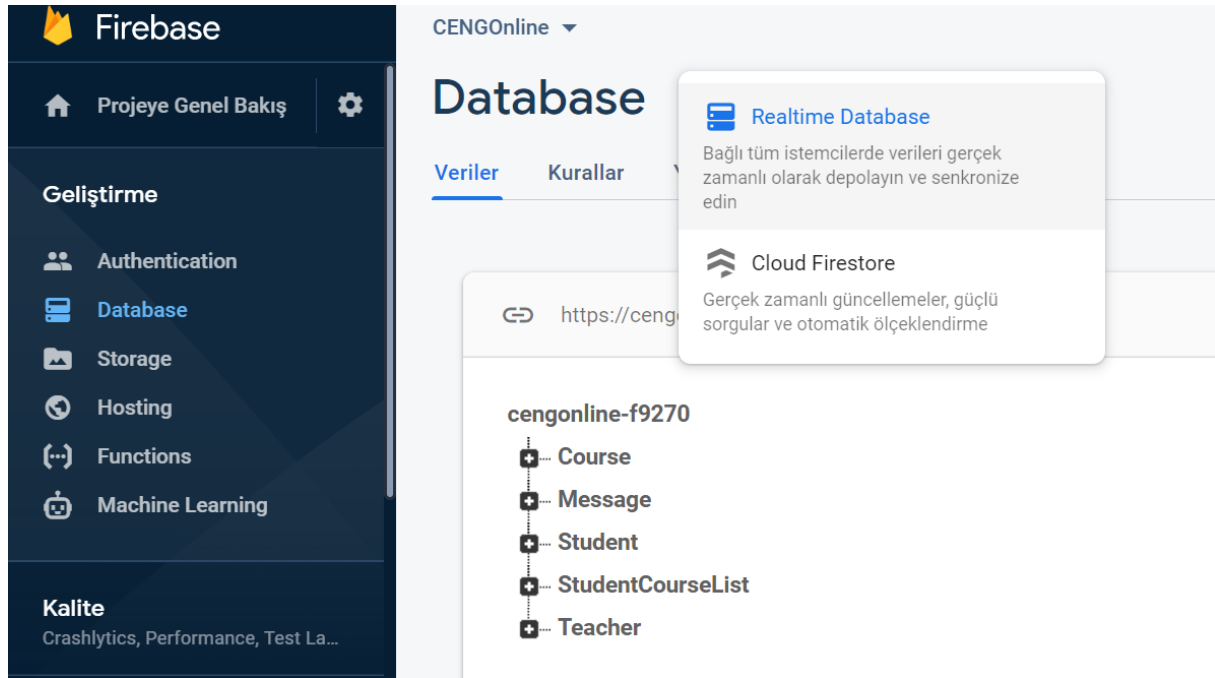 Firebase
Projeye Genel Bakış
Geliştirme
Authentication
Database
Storage
Hosting
Functions
Machine Learning
Kalite
Crashlytics, Performance, Test La…
CENGOnline
Database
Veriler Kurallar
Realtime Database
Bağlı tüm istemcilerde verileri gerçek
zamanlı olarak depolayın ve senkronize
edin
Cloud Firestore
Gerçek zamanlı güncellemeler, güçlü
sorgular ve otomatik ölçeklendirme
https://ceng
cengonline-f9270
Course
Message
Student
StudentCourseList
Teacher